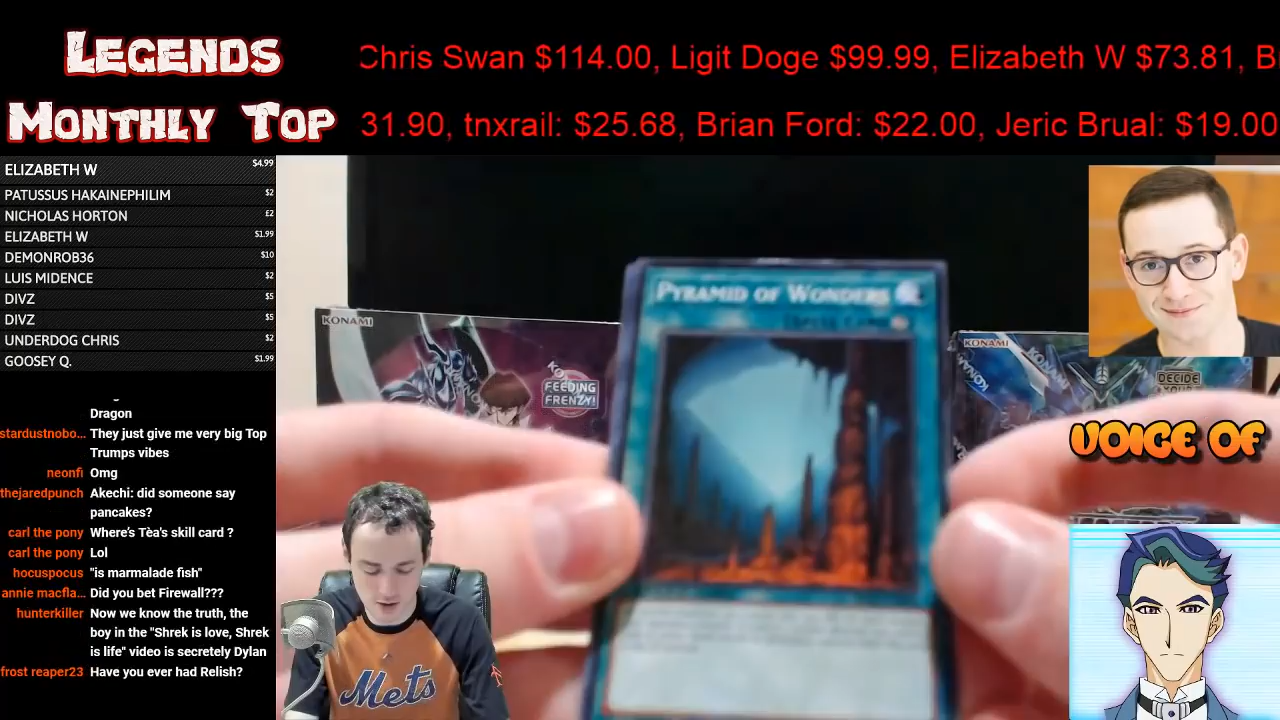 LEGENDS
Chris Swan $114.00, Ligit Doge $99.99, Elizabeth W $73.81, B
MONTHLY TOP
31.90, tnxrail: $25.68, Brian Ford: $22.00, Jeric Brual: $19.00
ELIZABETH W $4.99
PATUSSUS HAKAINEPHILIM $2
NICHOLAS HORTON £2
ELIZABETH W $1.99
DEMONROB36 $10
LUIS MIDENCE $2
DIVZ $5
DIVZ $5
UNDERDOG CHRIS $2
GOOSEY Q. $1.99
Dragon
stardustnobo... They just give me very big Top
Trumps vibes
neonfi Omg
thejaredpunch Akechi: did someone say
pancakes?
carl the pony Where's Tèa's skill card ?
carl the pony Lol
hocuspocus "is marmalade fish"
annie macfla... Did you bet Firewall???
hunterkiller Now we know the truth, the
boy in the "Shrek is love, Shrek
is life" video is secretely Dylan
frost reaper23 Have you ever had Relish?
PYRAMID OF WONDERS
KONAMI
FEEDING
FRENZY!
KONAMI
DECIDE
YOUR
VOICE OF
Mets